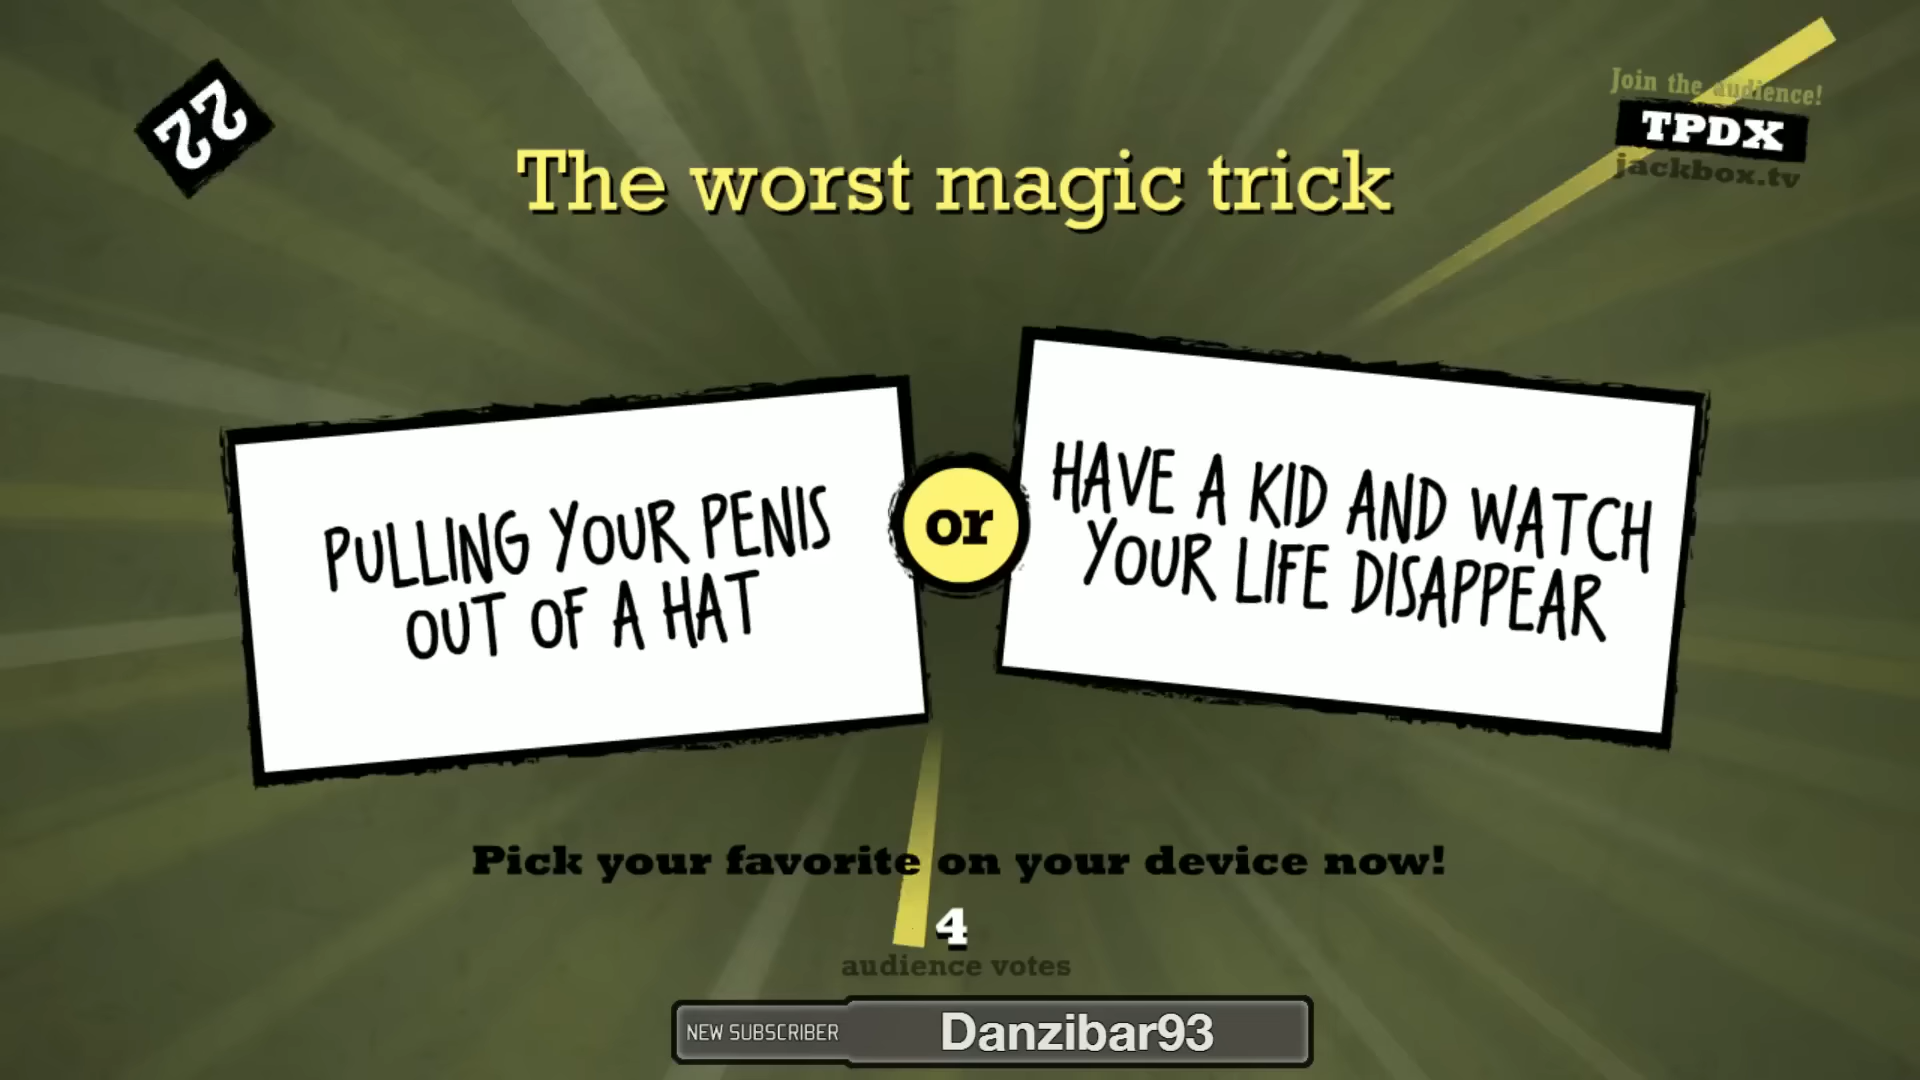 22
Join the audience!
TPDX
jackbox.tv
The worst magic trick
PULLING YOUR PENIS
OUT OF A HAT
or
HAVE A KID AND WATCH
YOUR LIFE DISAPPEAR
Pick your favorite on your device now!
4
audience votes
NEW SUBSCRIBER Danzibar93